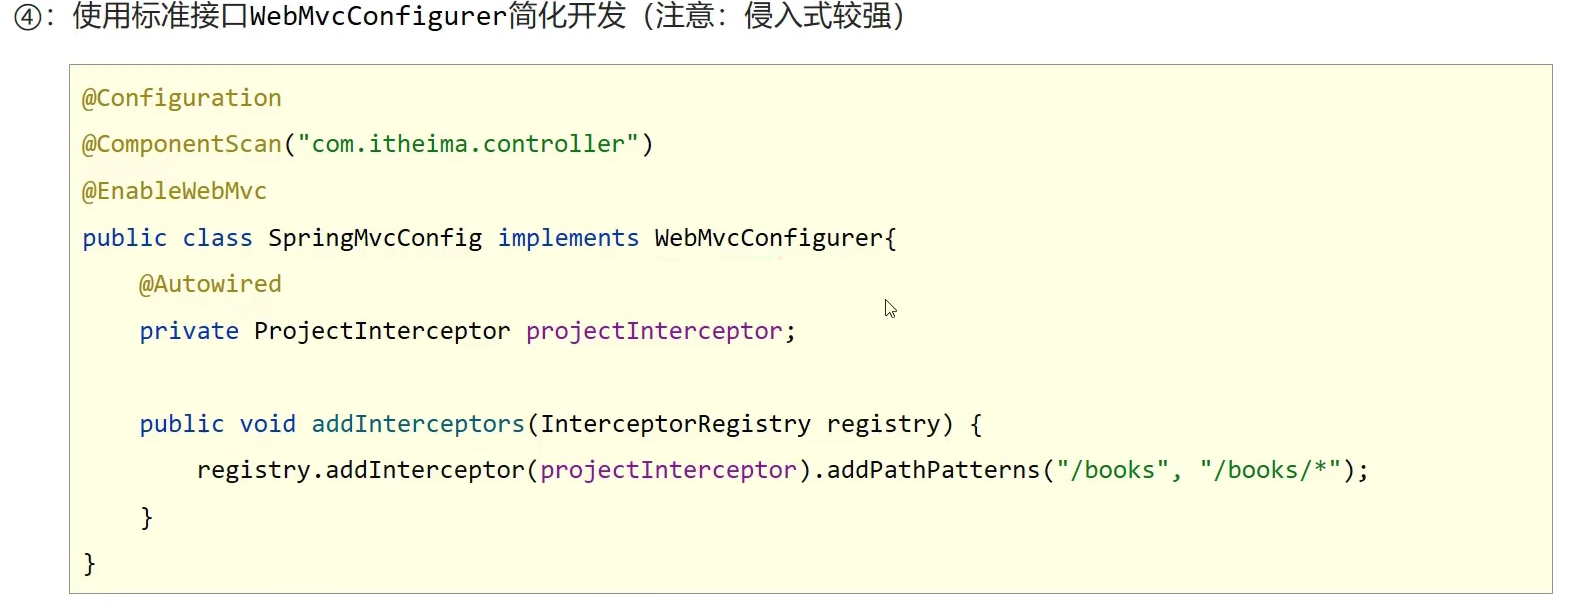 ④：使用标准接口WebMvcConfigurer简化开发（注意：侵入式较强）
@Configuration
@ComponentScan("com.itheima.controller")
@EnableWebMvc
public class SpringMvcConfig implements WebMvcConfigurer{
    @Autowired
    private ProjectInterceptor projectInterceptor;
    public void addInterceptors(InterceptorRegistry registry) {
        registry.addInterceptor(projectInterceptor).addPathPatterns("/books", "/books/*");
    }
}